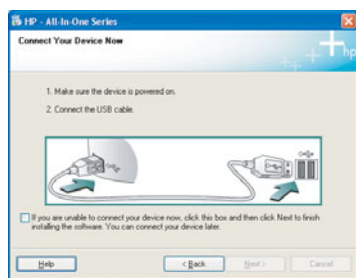 HP - All-In-One Series
Connect Your Device Now
hp
1. Make sure the device is powered on.
2. Connect the USB cable.
If you are unable to connect your device now, click this box and then click Next to finish
installing the software. You can connect your device later.
Help
< Back
Next >
Cancel